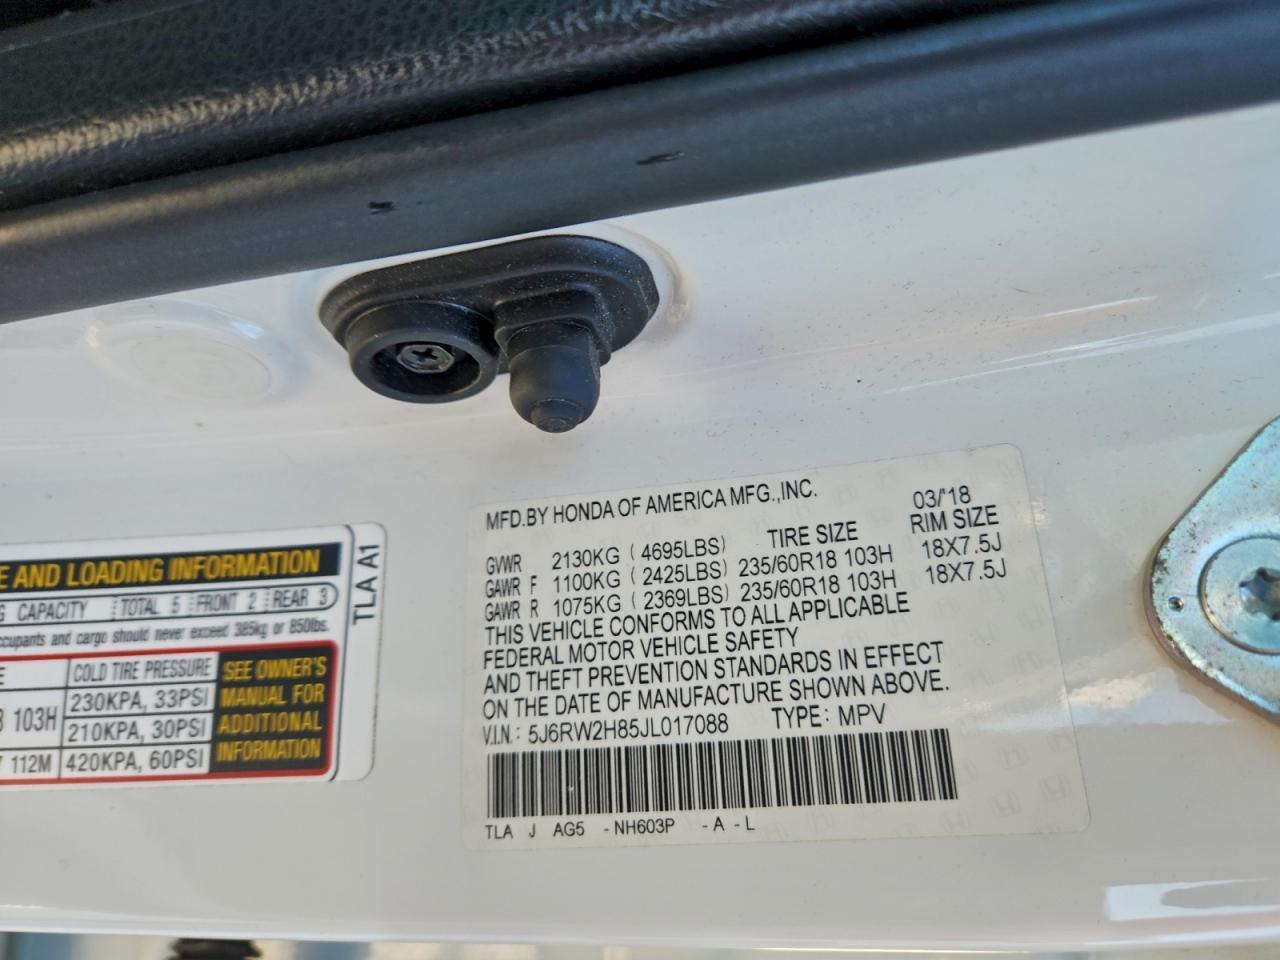 E AND LOADING INFORMATION
G CAPACITY TOTAL 5 FRONT 2 REAR 3
ccupants and cargo should never exceed 385kg or 850lbs.
E COLD TIRE PRESSURE SEE OWNER'S
MANUAL FOR
ADDITIONAL
INFORMATION
103H 230KPA, 33PSI
210KPA, 30PSI
112M 420KPA, 60PSI
TLA A1
MFD.BY HONDA OF AMERICA MFG.,INC. 03/'18
GVWR 2130KG ( 4695LBS) TIRE SIZE RIM SIZE
GAWR F 1100KG ( 2425LBS) 235/60R18 103H 18X7.5J
GAWR R 1075KG ( 2369LBS) 235/60R18 103H 18X7.5J
THIS VEHICLE CONFORMS TO ALL APPLICABLE
FEDERAL MOTOR VEHICLE SAFETY
AND THEFT PREVENTION STANDARDS IN EFFECT
ON THE DATE OF MANUFACTURE SHOWN ABOVE.
V.I.N.: 5J6RW2H85JL017088 TYPE: MPV
TLA J AG5 -NH603P -A -L